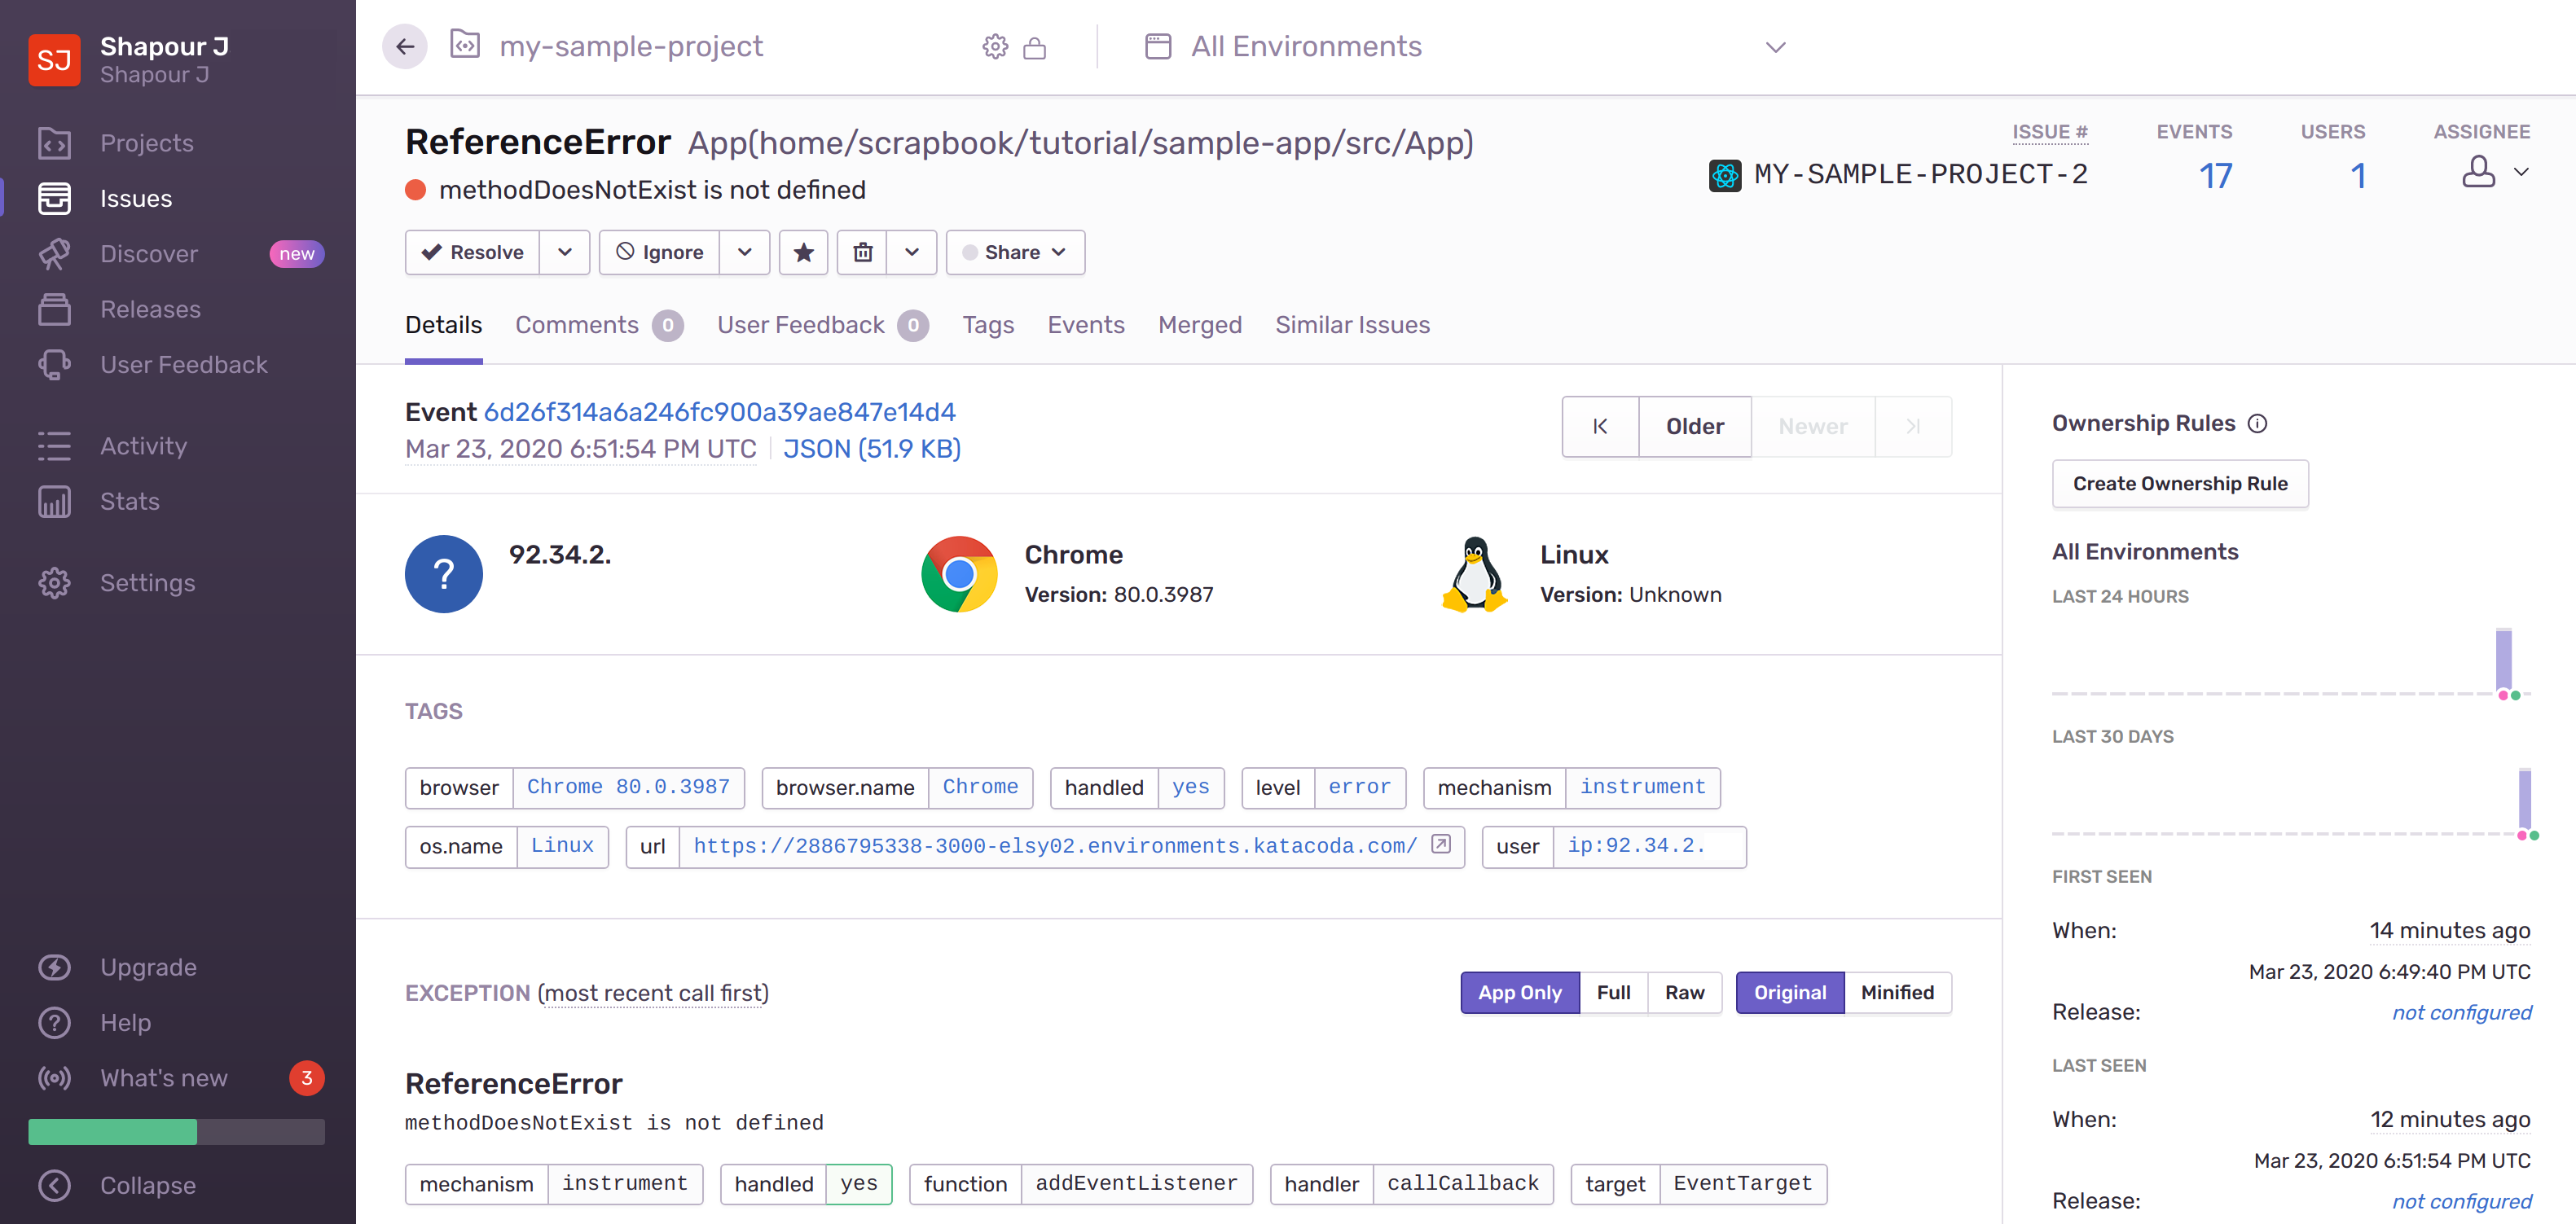 SJ
Shapour J
Shapour J
Projects
Issues
Discover new
Releases
User Feedback
Activity
Stats
Settings
Upgrade
Help
What's new 3
Collapse
my-sample-project
All Environments
ReferenceError App(home/scrapbook/tutorial/sample-app/src/App)
methodDoesNotExist is not defined
ISSUE # EVENTS USERS ASSIGNEE
MY-SAMPLE-PROJECT-2 17 1
Resolve Ignore Share
Details Comments 0 User Feedback 0 Tags Events Merged Similar Issues
Event 6d26f314a6a246fc900a39ae847e14d4
Mar 23, 2020 6:51:54 PM UTC JSON (51.9 KB)
Older Newer
? 92.34.2.
Chrome
Version: 80.0.3987
Linux
Version: Unknown
TAGS
browser Chrome 80.0.3987 browser.name Chrome handled yes level error mechanism instrument
os.name Linux url https://2886795338-3000-elsy02.environments.katacoda.com/ user ip:92.34.2.
EXCEPTION (most recent call first)
App Only Full Raw Original Minified
ReferenceError
methodDoesNotExist is not defined
mechanism instrument handled yes function addEventListener handler callCallback target EventTarget
Ownership Rules
Create Ownership Rule
All Environments
LAST 24 HOURS
LAST 30 DAYS
FIRST SEEN
When: 14 minutes ago
Mar 23, 2020 6:49:40 PM UTC
Release: not configured
LAST SEEN
When: 12 minutes ago
Mar 23, 2020 6:51:54 PM UTC
Release: not configured